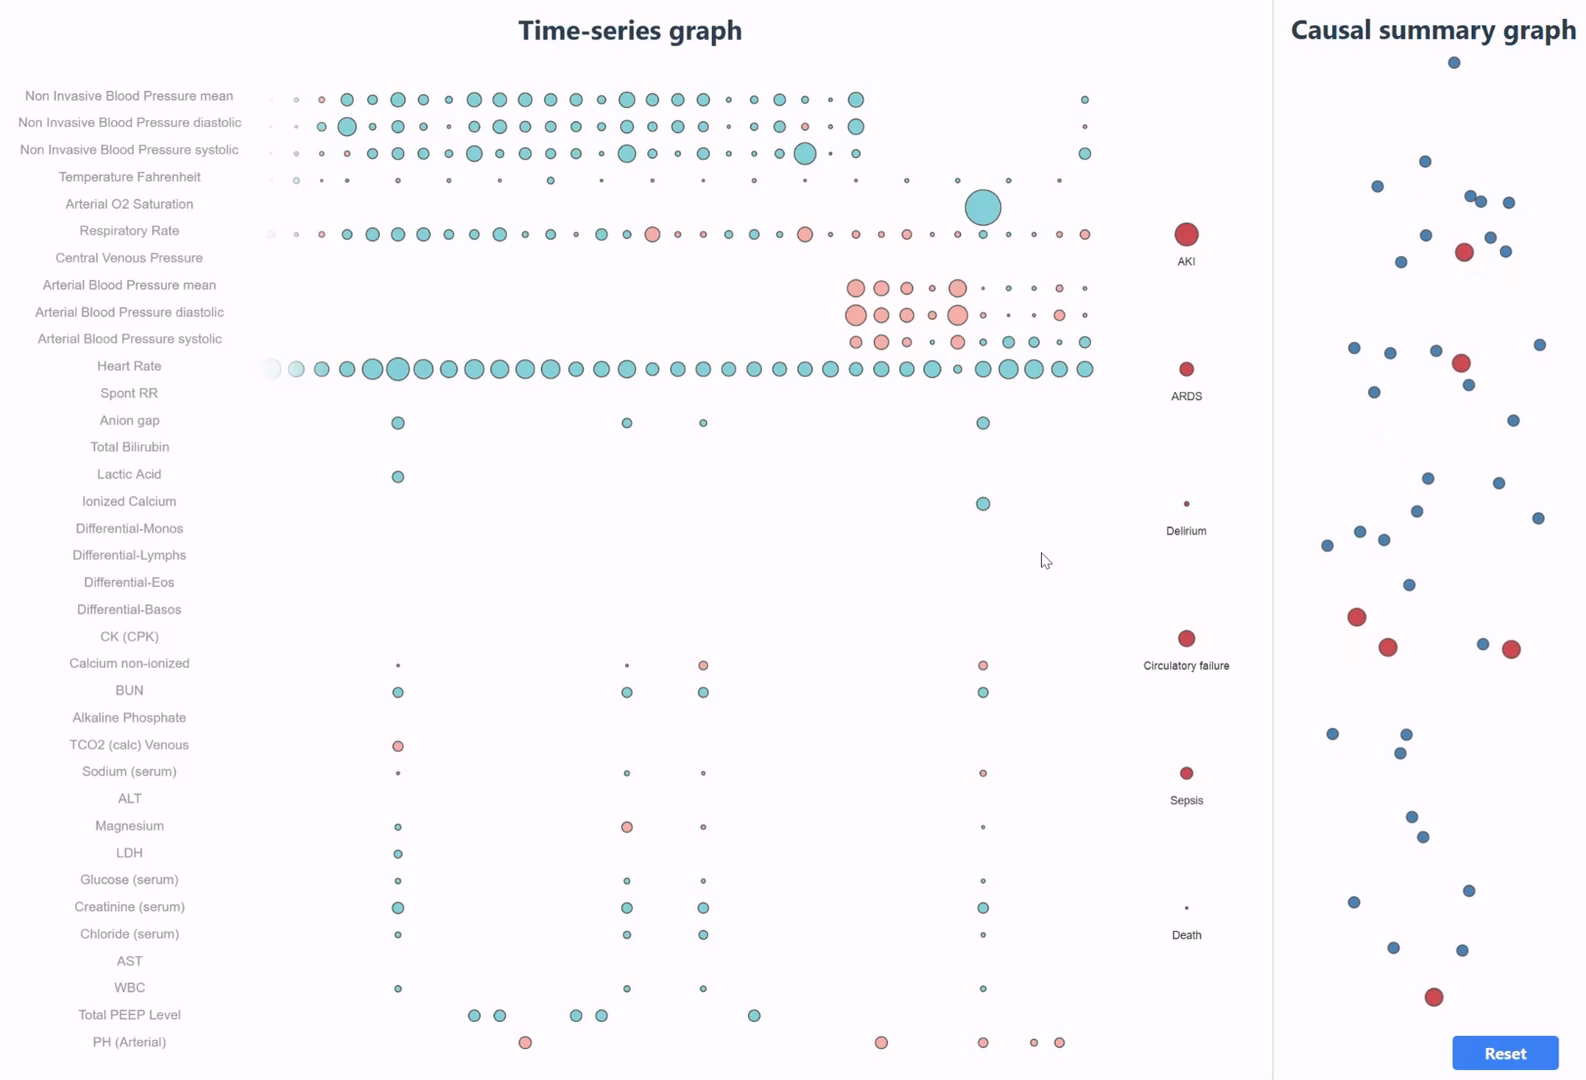 Time-series graph
Causal summary graph
Non Invasive Blood Pressure mean
Non Invasive Blood Pressure diastolic
Non Invasive Blood Pressure systolic
Temperature Fahrenheit
Arterial O2 Saturation
Respiratory Rate
Central Venous Pressure
Arterial Blood Pressure mean
Arterial Blood Pressure diastolic
Arterial Blood Pressure systolic
Heart Rate
Spont RR
Anion gap
Total Bilirubin
Lactic Acid
Ionized Calcium
Differential-Monos
Differential-Lymphs
Differential-Eos
Differential-Basos
CK (CPK)
Calcium non-ionized
BUN
Alkaline Phosphate
TCO2 (calc) Venous
Sodium (serum)
ALT
Magnesium
LDH
Glucose (serum)
Creatinine (serum)
Chloride (serum)
AST
WBC
Total PEEP Level
PH (Arterial)
AKI
ARDS
Delirium
Circulatory failure
Sepsis
Death
Reset